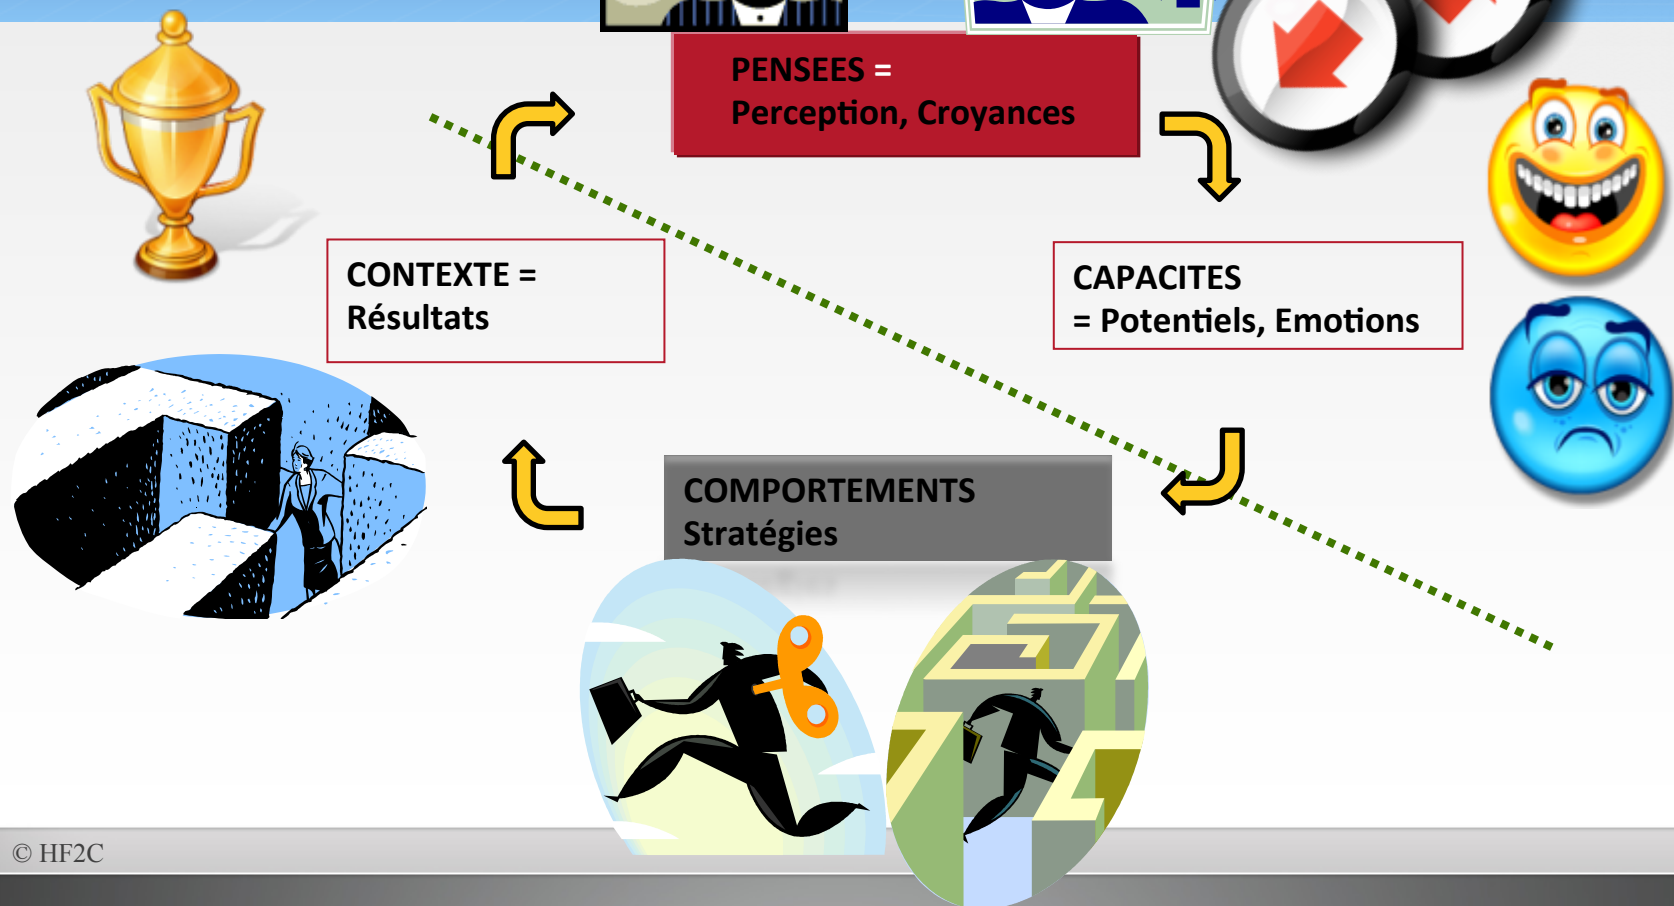 PENSEES =
Perception, Croyances
CONTEXTE =
Résultats
CAPACITES
= Potentiels, Emotions
COMPORTEMENTS
Stratégies
© HF2C